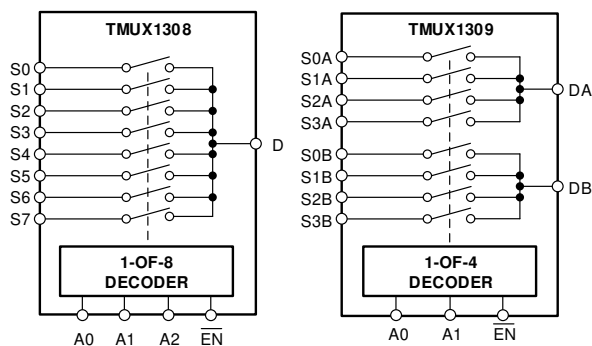 TMUX1308
S0
S1
S2
S3
S4
S5
S6
S7
D
1-OF-8
DECODER
A0 A1 A2 EN
TMUX1309
S0A
S1A
S2A
S3A
DA
S0B
S1B
S2B
S3B
DB
1-OF-4
DECODER
A0 A1 EN